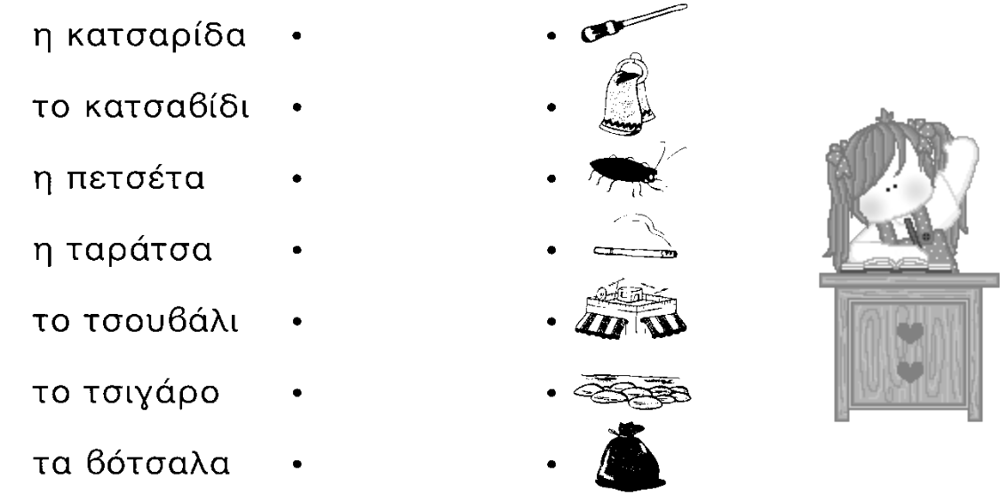 η κατσαρίδα
το κατσαβίδι
η πετσέτα
η ταράτσα
το τσουβάλι
το τσιγάρο
τα βότσαλα